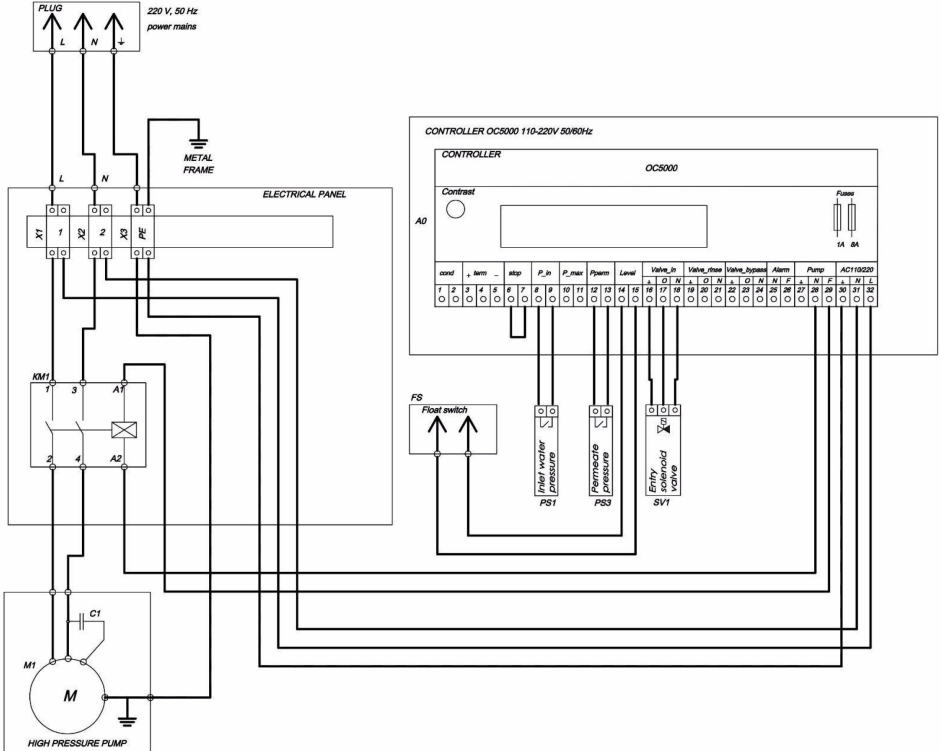 PLUG
220 V, 50 Hz
power mains
L N
METAL
FRAME
L N
ELECTRICAL PANEL
X1 1 X2 2 X3 PE
KM1
1 3 A1
2 4 A2
C1
M1
M
HIGH PRESSURE PUMP
CONTROLLER OC5000 110-220V 50/60Hz
CONTROLLER
OC5000
Contrast
Fuses
A0
1A 8A
cond + term - stop P_in P_max Pperm Level Valve_in Valve_rinse Valve_bypass Alarm Pump AC110/220
O N O N O N N F N F N L
1 2 3 4 5 6 7 8 9 10 11 12 13 14 15 16 17 18 19 20 21 22 23 24 25 26 27 28 29 30 31 32
FS
Float switch
Inlet water
pressure
PS1
Permeate
pressure
PS3
Entry
solenoid
valve
SV1